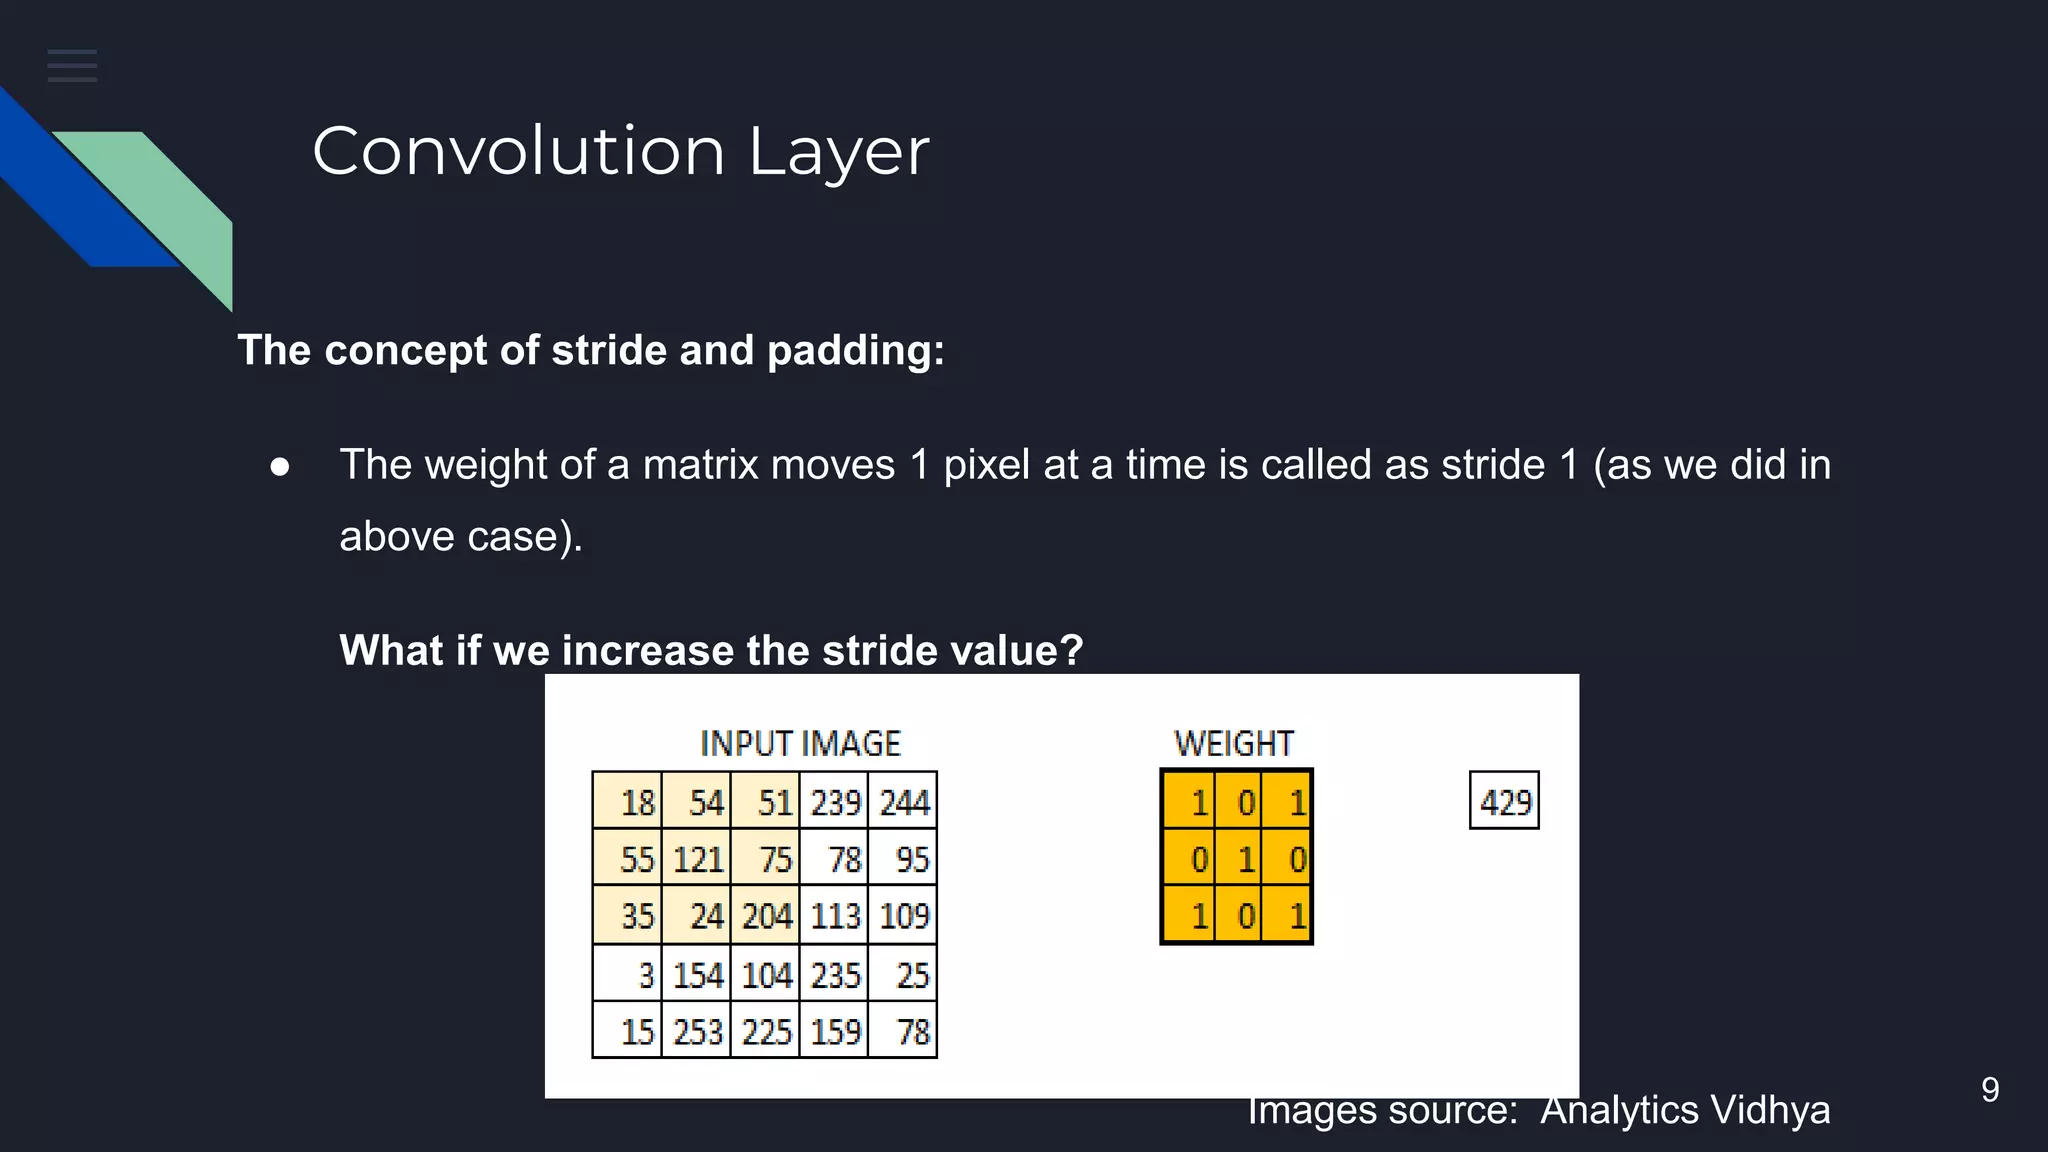 Convolution Layer
The concept of stride and padding:
● The weight of a matrix moves 1 pixel at a time is called as stride 1 (as we did in
above case).
What if we increase the stride value?
INPUT IMAGE WEIGHT
18 54 51 239 244 1 0 1 429
55 121 75 78 95 0 1 0
35 24 204 113 109 1 0 1
3 154 104 235 25
15 253 225 159 78
Images source: Analytics Vidhya
9